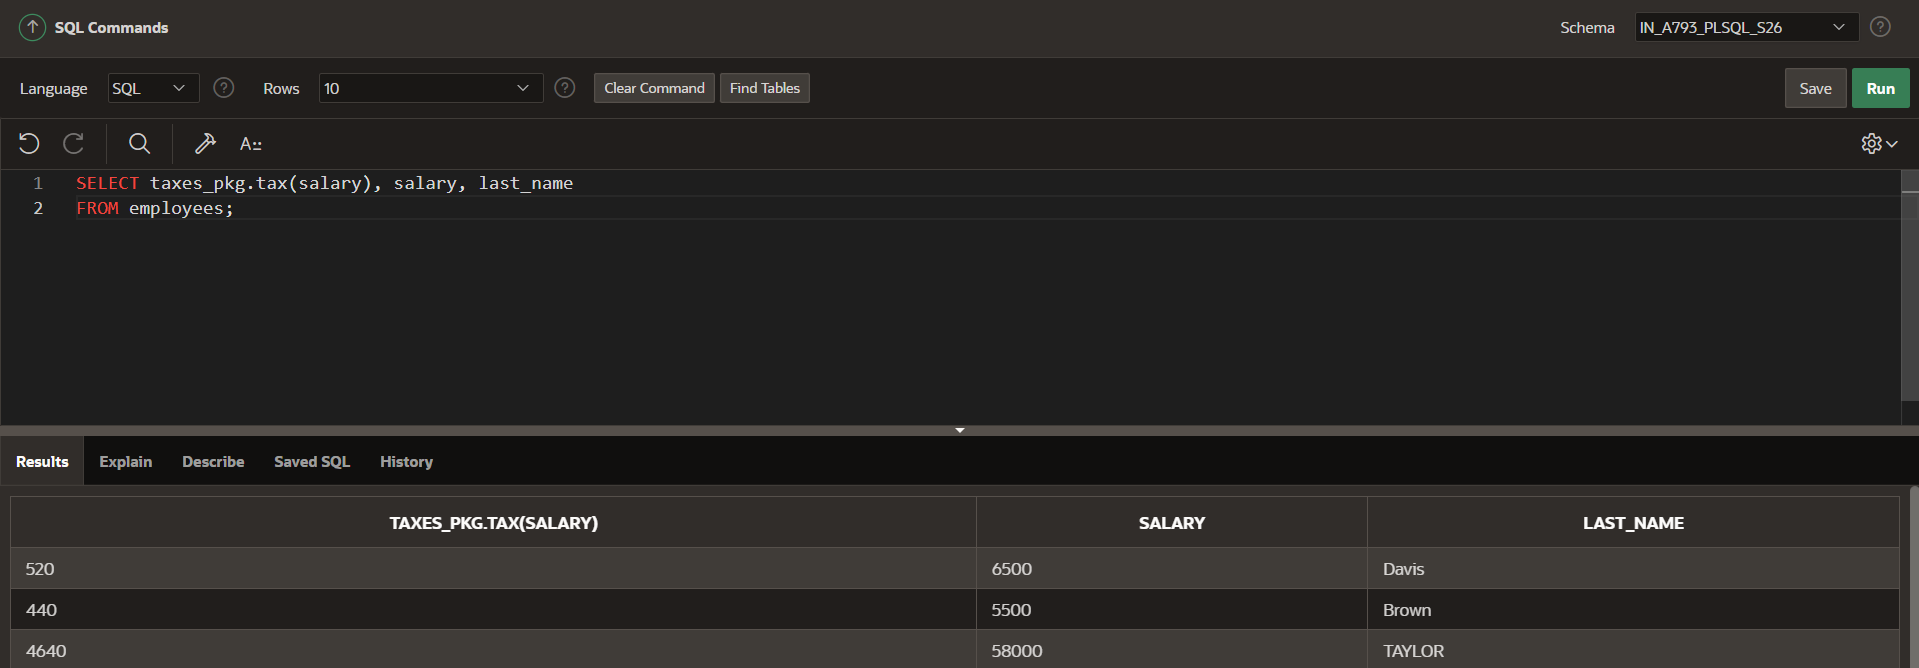 SQL Commands
Schema IN_A793_PLSQL_S26 ?
Language SQL ? Rows 10 ? Clear Command Find Tables Save Run
A::
1 SELECT taxes_pkg.tax(salary), salary, last_name
2 FROM employees;
Results Explain Describe Saved SQL History
TAXES_PKG.TAX(SALARY) SALARY LAST_NAME
520 6500 Davis
440 5500 Brown
4640 58000 TAYLOR